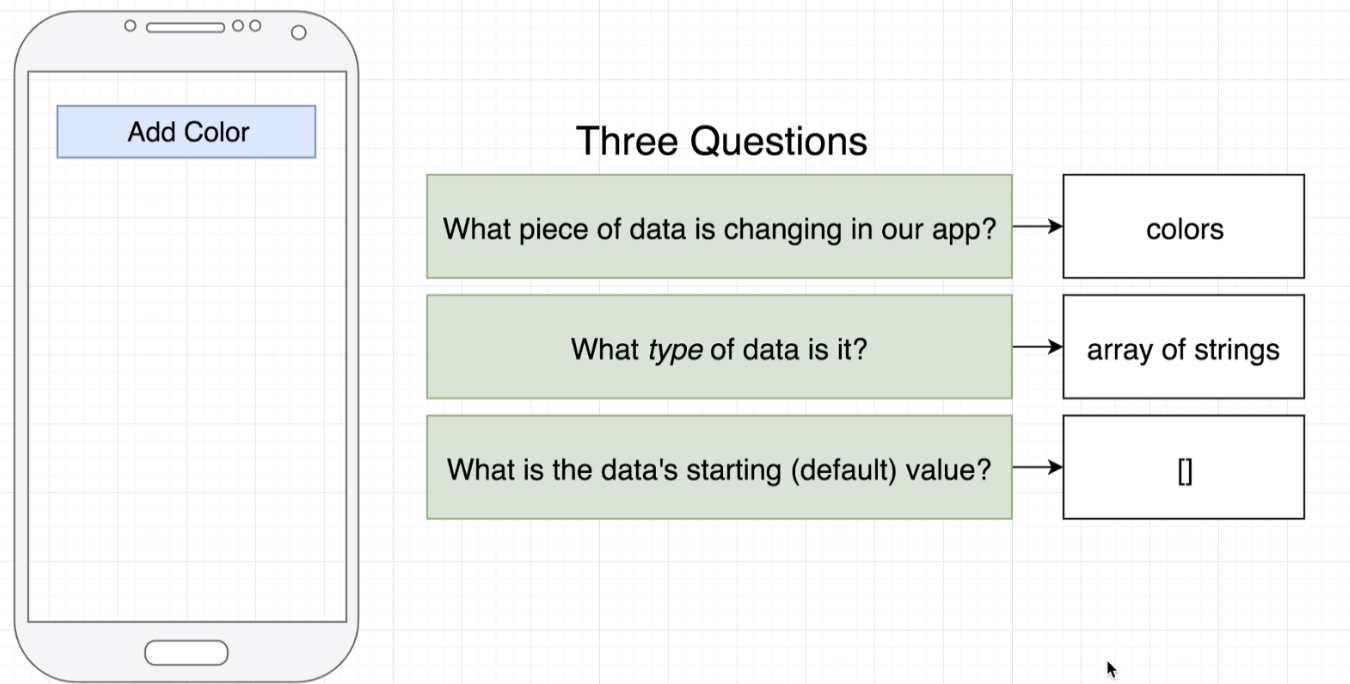 Add Color
Three Questions
What piece of data is changing in our app?
colors
What type of data is it?
array of strings
What is the data's starting (default) value?
[]